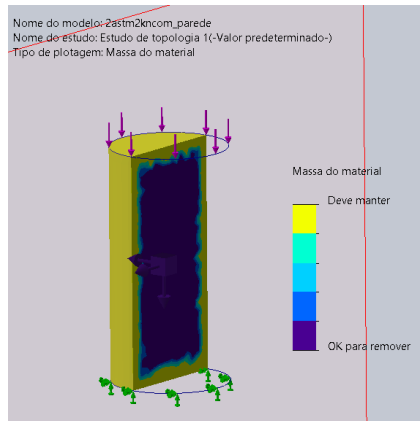 Nome do modelo: 2astm2kncom_parede
Nome do estudo: Estudo de topologia 1(-Valor predeterminado-)
Tipo de plotagem: Massa do material
Massa do material
Deve manter
OK para remover